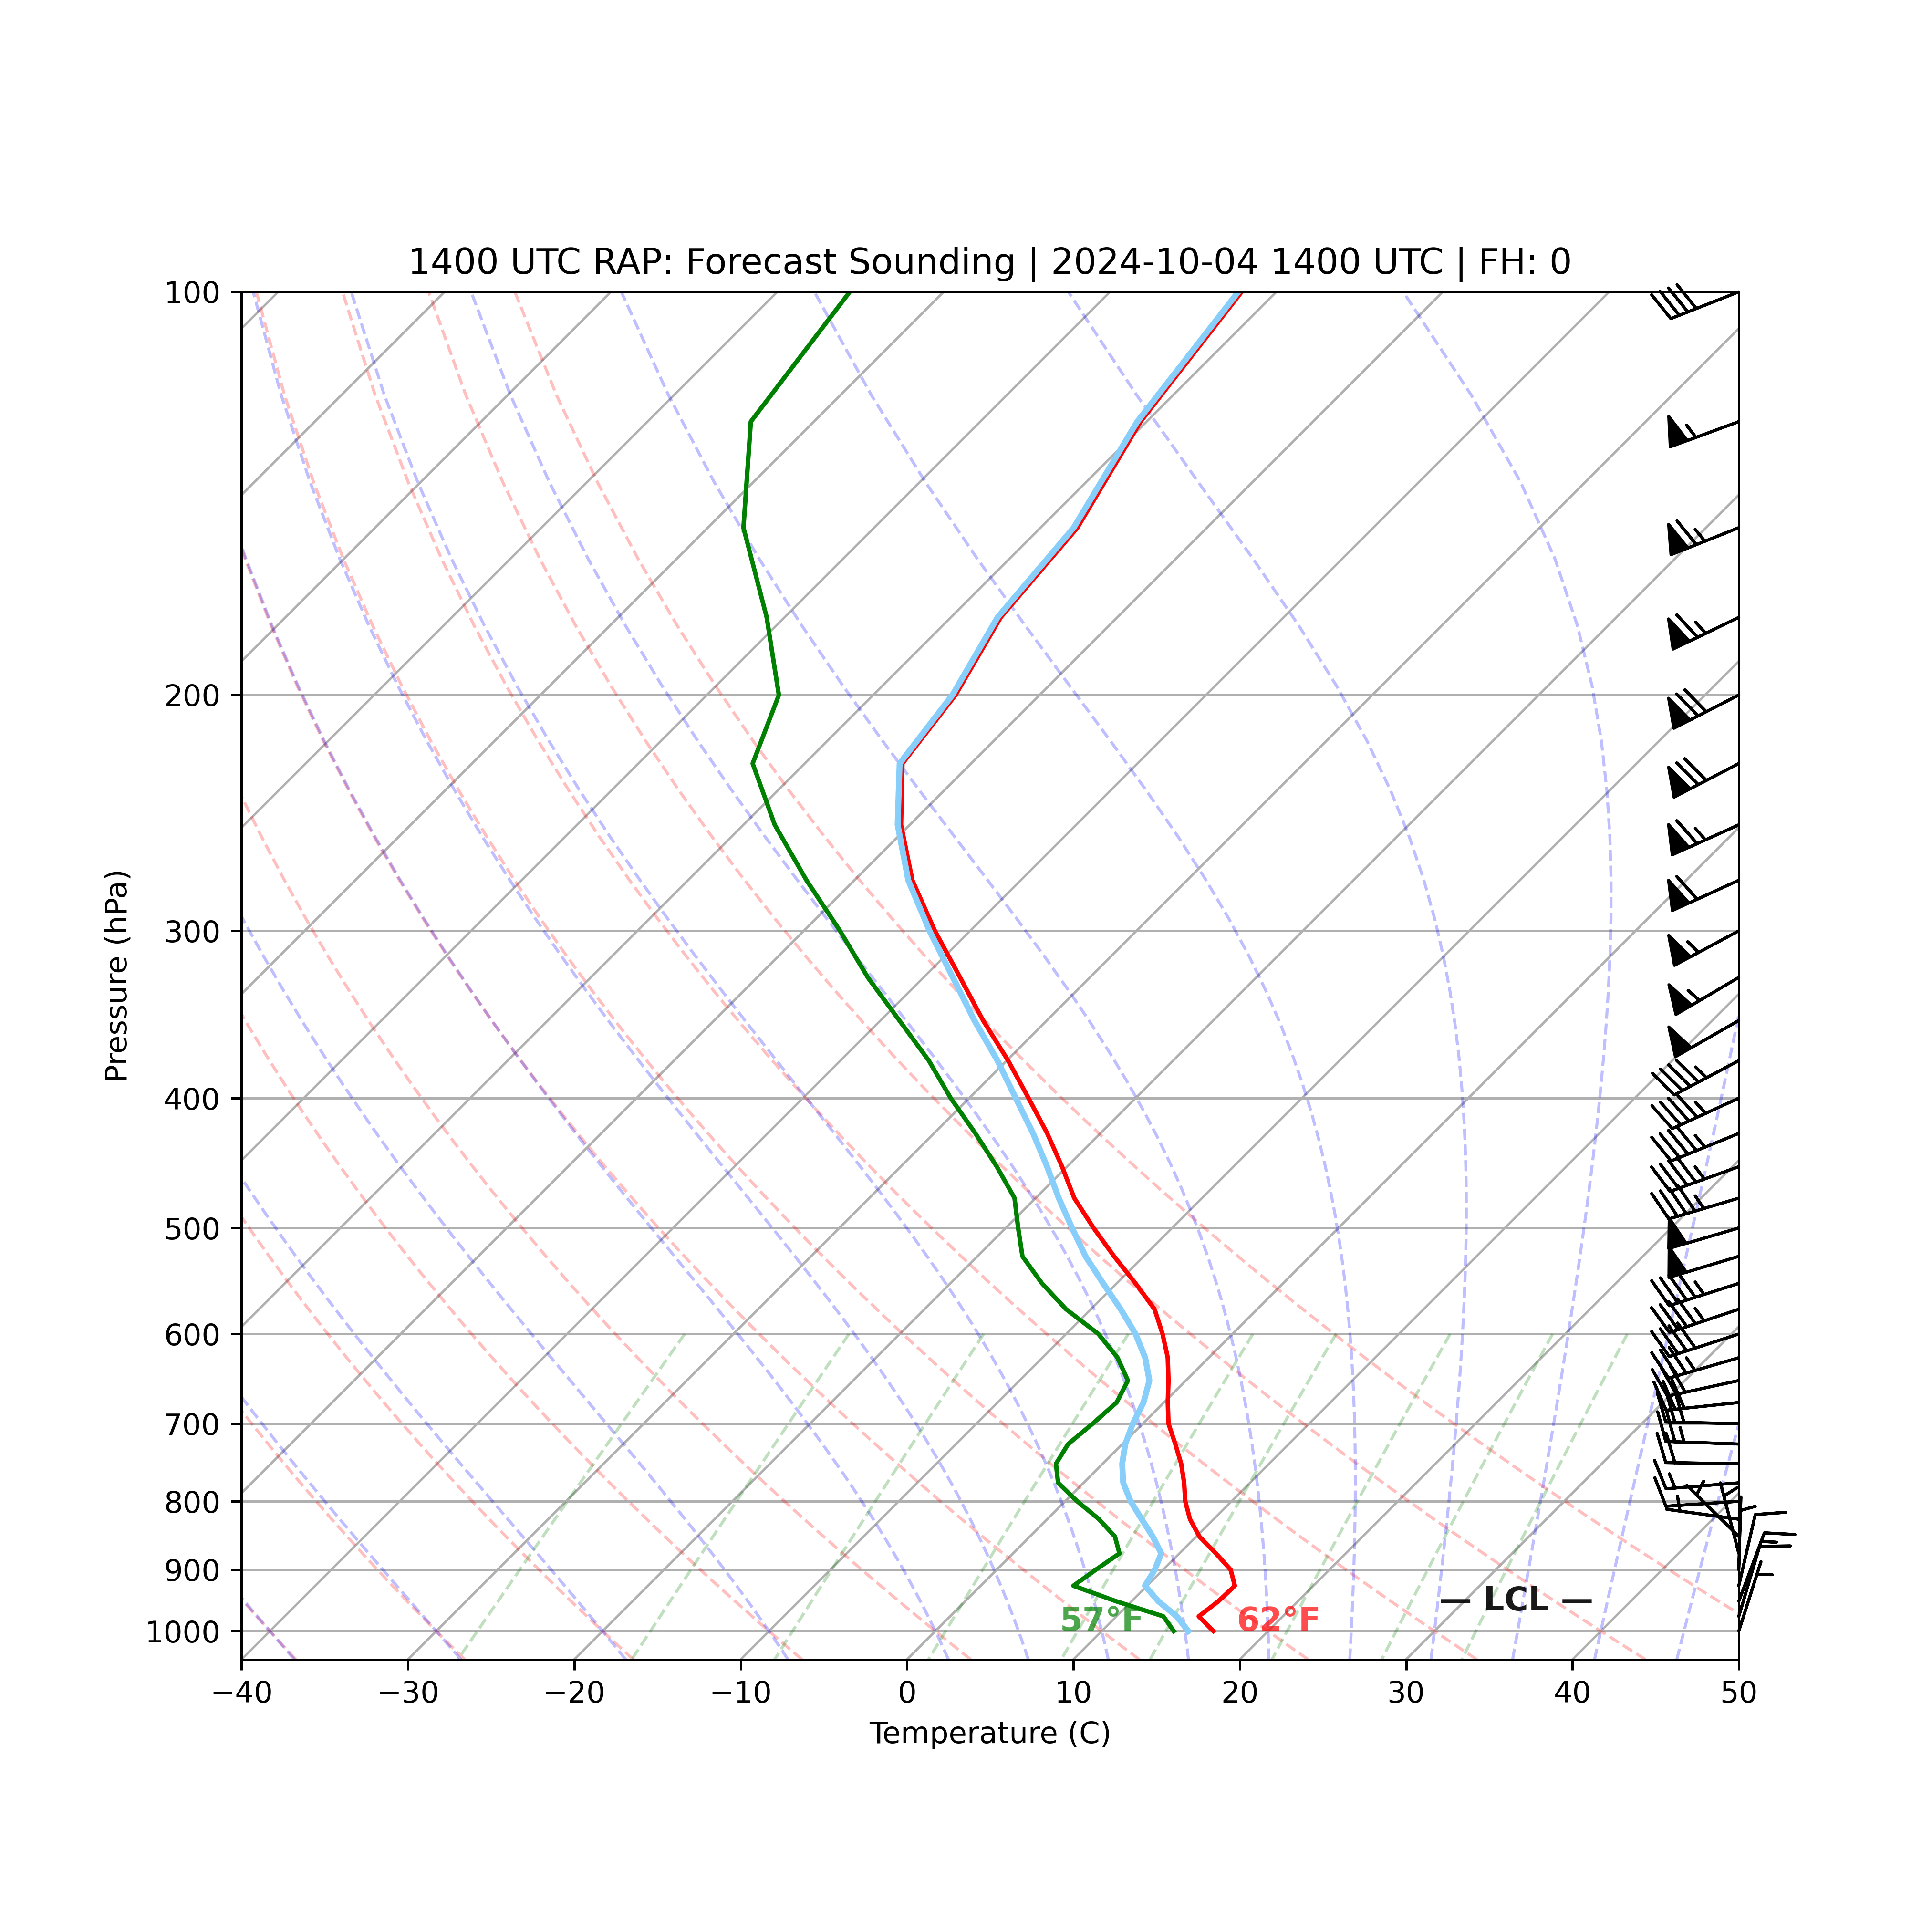 1400 UTC RAP: Forecast Sounding | 2024-10-04 1400 UTC | FH: 0
100
200
300
400
500
600
700
800
900
1000
Pressure (hPa)
57°F
62°F
— LCL —
−40 −30 −20 −10 0 10 20 30 40 50
Temperature (C)